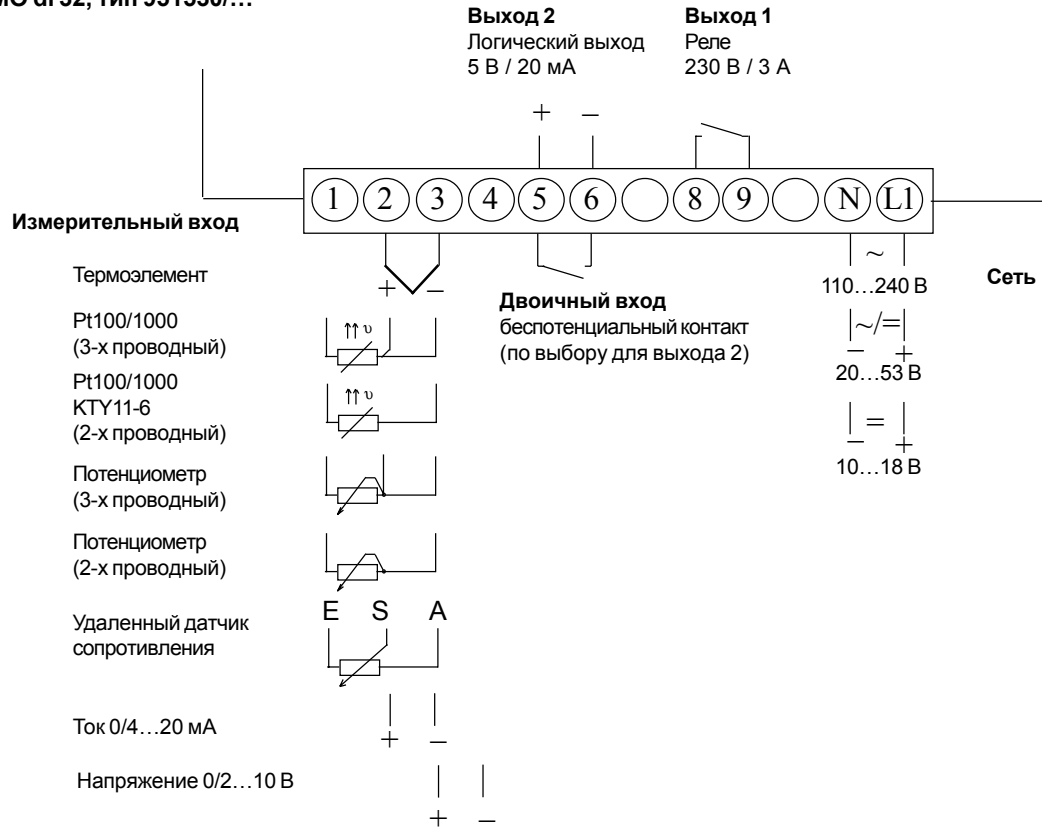 Выход 2
Логический выход
5 В / 20 мА
Выход 1
Реле
230 В / 3 А
+ –
1 2 3 4 5 6 8 9 N L1
Измерительный вход
Термоэлемент
+ –
Двоичный вход
беспотенциальный контакт
(по выбору для выхода 2)
~
110…240 В
Сеть
~/=
– +
20…53 В
=
– +
10…18 В
Pt100/1000
(3-х проводный)
↑↑ υ
Pt100/1000
KTY11-6
(2-х проводный)
↑↑ υ
Потенциометр
(3-х проводный)
Потенциометр
(2-х проводный)
E S A
Удаленный датчик
сопротивления
Ток 0/4…20 мА
+ –
Напряжение 0/2…10 В
+ –